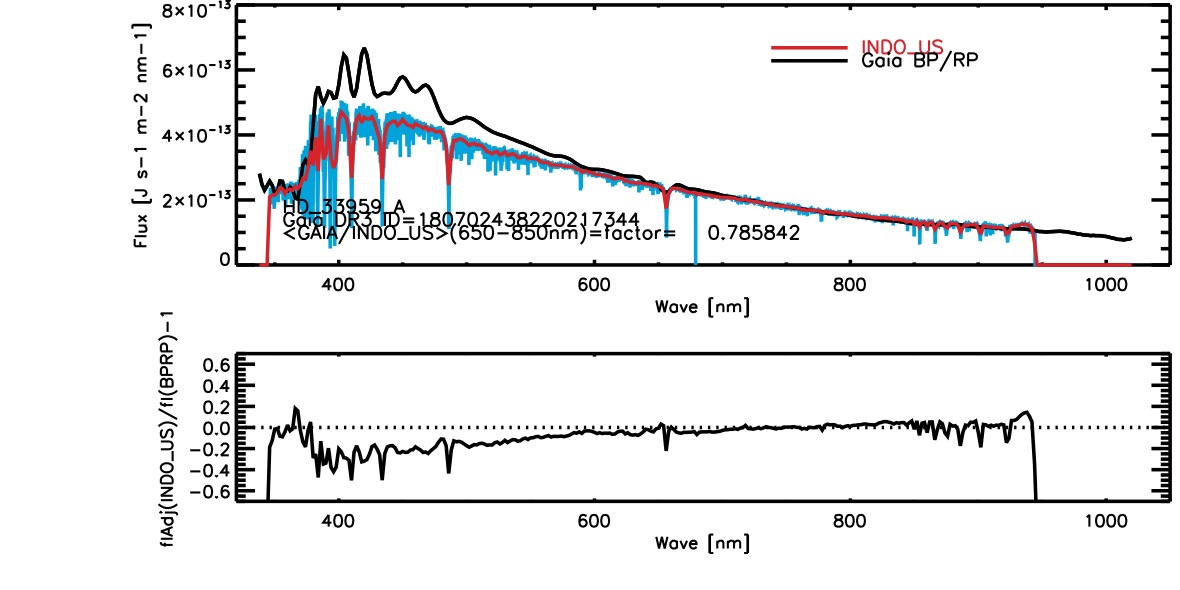 8×10-13
6×10-13
4×10-13
2×10-13
0
Flux [J s-1 m-2 nm-1]
INDO_US
Gaia BP/RP
HD_33959_A
Gaia DR3 ID=180702438220217344
<GAIA/INDO_US>(650-850nm)=factor= 0.785842
400 600 800 1000
Wave [nm]
flAdj(INDO_US)/fl(BPRP)-1
0.6
0.4
0.2
0.0
-0.2
-0.4
-0.6
400 600 800 1000
Wave [nm]